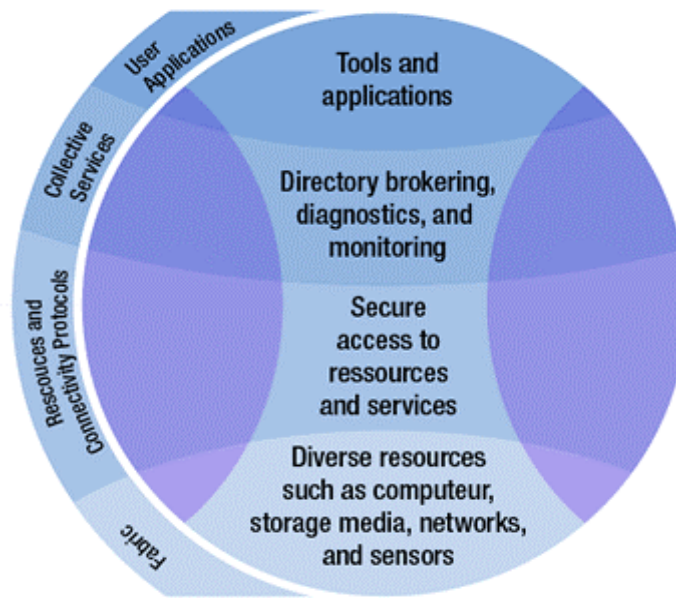 User
Applications
Tools and
applications
Collective
Services
Directory brokering,
diagnostics, and
monitoring
Rescouces and
Connectivity Protocols
Secure
access to
ressources
and services
Fabric
Diverse resources
such as computeur,
storage media, networks,
and sensors